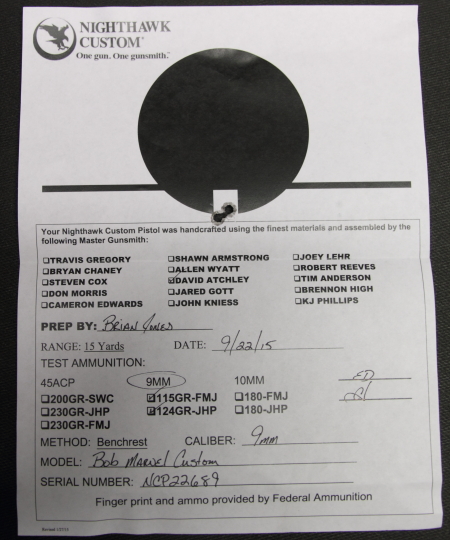 NIGHTHAWK
CUSTOM™
One gun. One gunsmith.™
Your Nighthawk Custom Pistol was handcrafted using the finest materials and assembled by the
following Master Gunsmith:
☐TRAVIS GREGORY ☐SHAWN ARMSTRONG ☐JOEY LEHR
☐BRYAN CHANEY ☐ALLEN WYATT ☐ROBERT REEVES
☐STEVEN COX ☑DAVID ATCHLEY ☐TIM ANDERSON
☐DON MORRIS ☐JARED GOTT ☐BRENNON HIGH
☐CAMERON EDWARDS ☐JOHN KNIESS ☐KJ PHILLIPS
PREP BY: Brian Jones
RANGE: 15 Yards DATE: 9/22/15
TEST AMMUNITION:
45ACP 9MM 10MM
☐200GR-SWC ☒115GR-FMJ ☐180-FMJ
☐230GR-JHP ☒124GR-JHP ☐180-JHP
☐230GR-FMJ
METHOD: Benchrest CALIBER: 9mm
MODEL: Bob Marvel Custom
SERIAL NUMBER: NCP22689
Finger print and ammo provided by Federal Ammunition